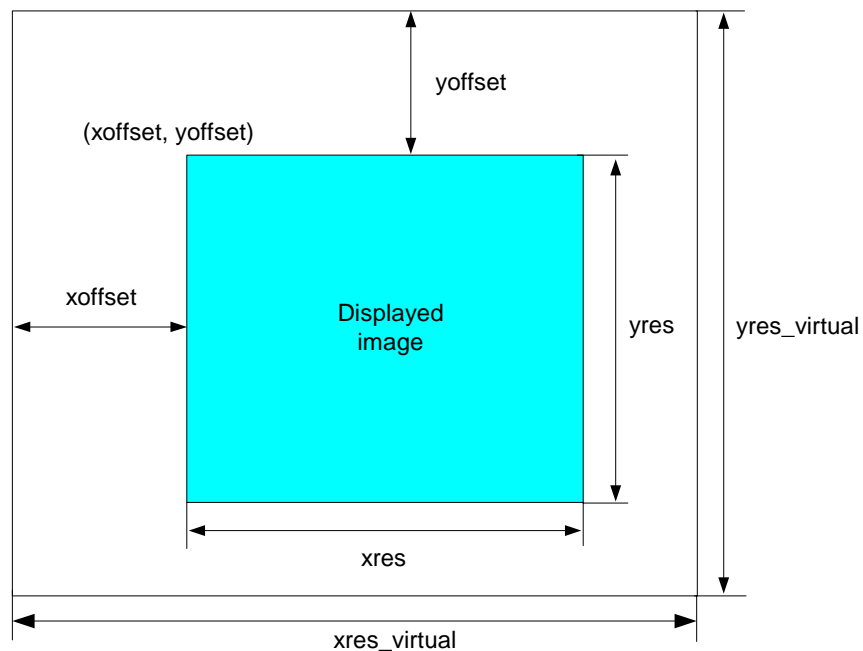 yoffset
(xoffset, yoffset)
xoffset
Displayed
image
yres
yres_virtual
xres
xres_virtual